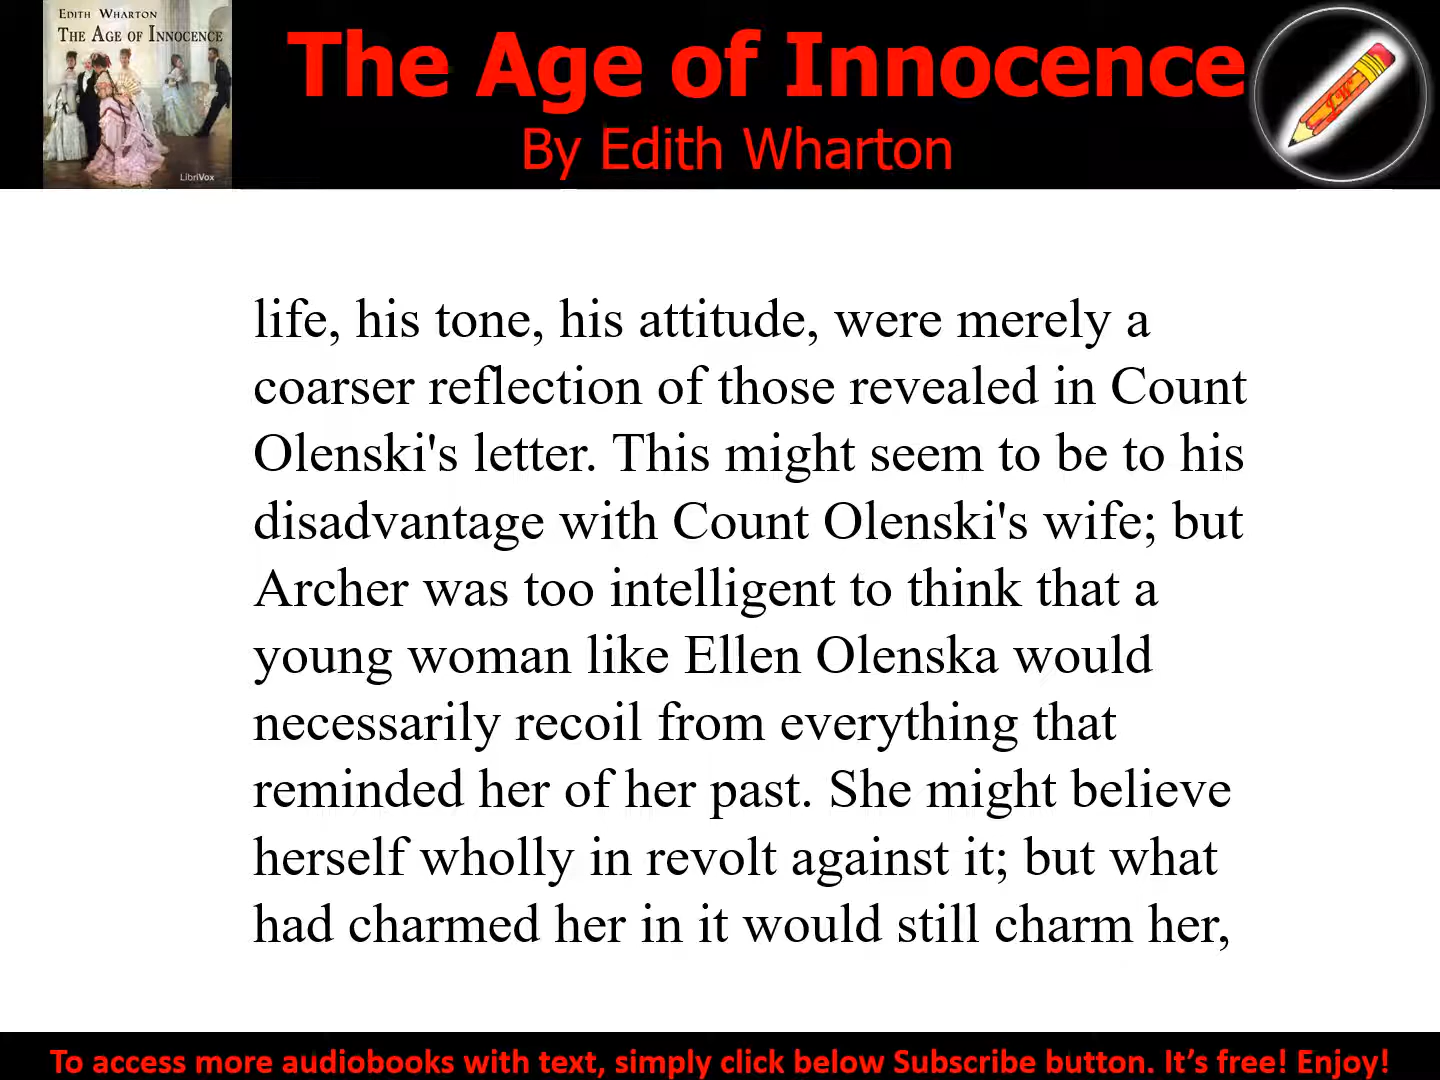 EDITH WHARTON
THE AGE OF INNOCENCE
LibriVox
The Age of Innocence
By Edith Wharton
life, his tone, his attitude, were merely a
coarser reflection of those revealed in Count
Olenski's letter. This might seem to be to his
disadvantage with Count Olenski's wife; but
Archer was too intelligent to think that a
young woman like Ellen Olenska would
necessarily recoil from everything that
reminded her of her past. She might believe
herself wholly in revolt against it; but what
had charmed her in it would still charm her,
To access more audiobooks with text, simply click below Subscribe button. It’s free! Enjoy!